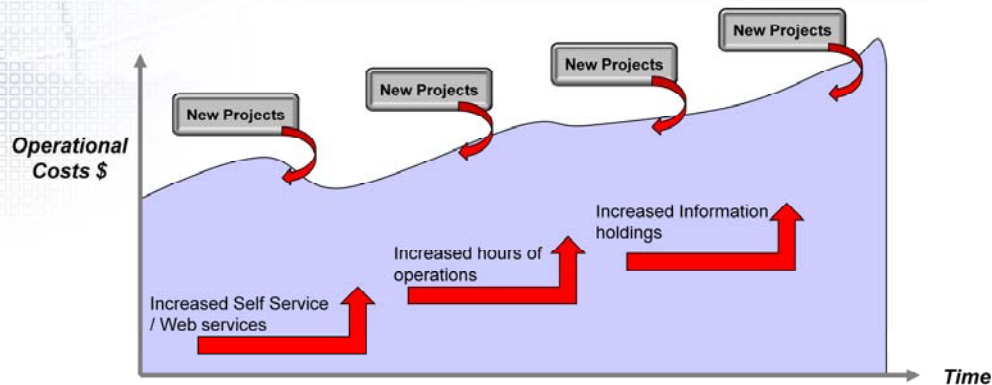 New Projects
New Projects
New Projects
New Projects
Operational
Costs $
Increased Information
holdings
Increased hours of
operations
Increased Self Service
/ Web services
Time